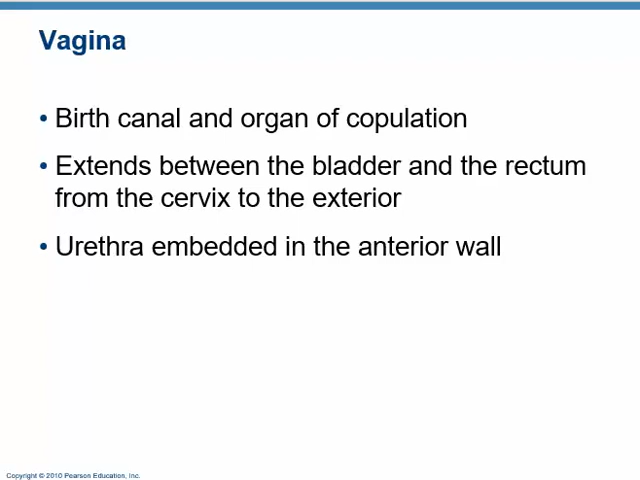 Vagina
• Birth canal and organ of copulation
• Extends between the bladder and the rectum
from the cervix to the exterior
• Urethra embedded in the anterior wall
Copyright © 2010 Pearson Education, Inc.